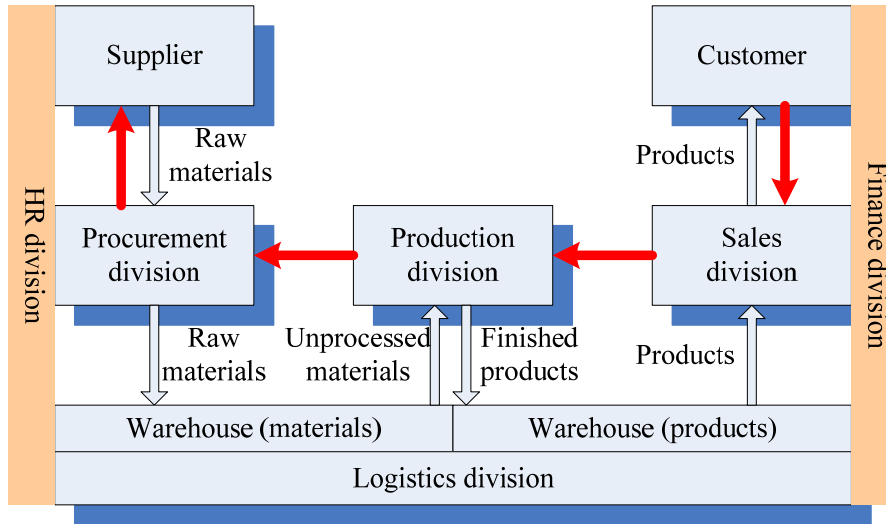 Supplier
Customer
Raw
materials
Products
HR division
Finance division
Procurement
division
Production
division
Sales
division
Raw
materials
Unprocessed
materials
Finished
products
Products
Warehouse (materials)
Warehouse (products)
Logistics division